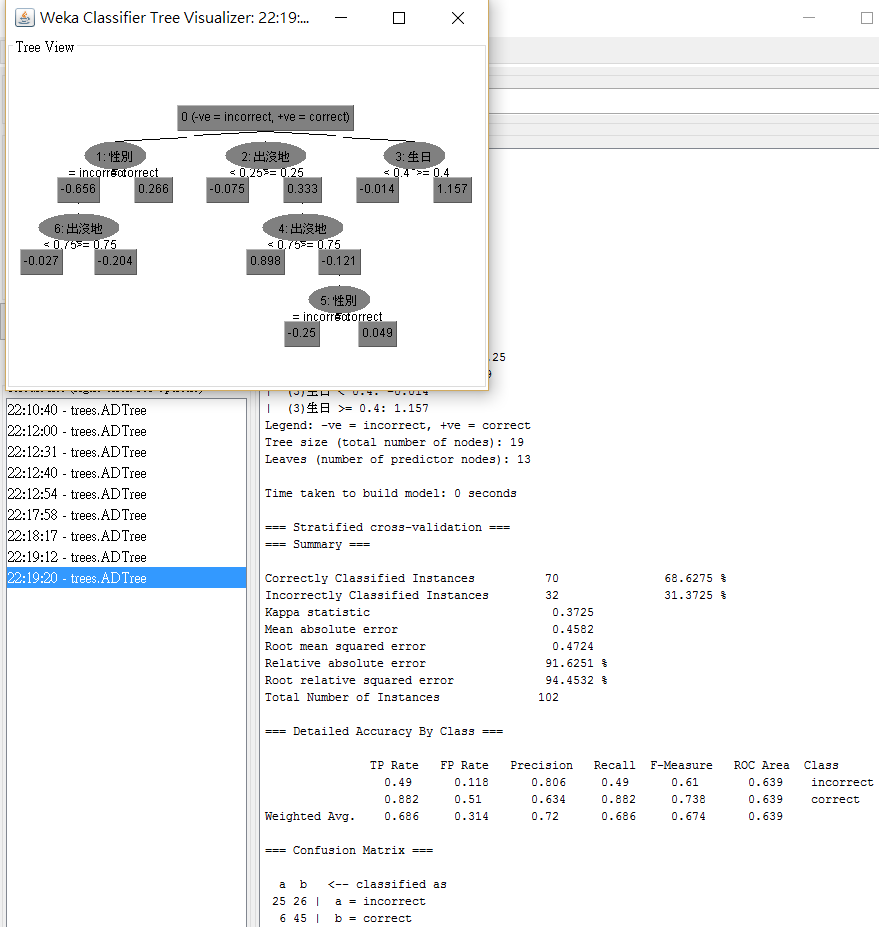 Weka Classifier Tree Visualizer: 22:19:...
Tree View
0 (-ve = incorrect, +ve = correct)
1: 性別
2: 出沒地
3: 生日
= incorrect
= correct
< 0.25
>= 0.25
< 0.4
>= 0.4
-0.656
0.266
-0.075
0.333
-0.014
1.157
6: 出沒地
4: 出沒地
< 0.75
>= 0.75
< 0.75
>= 0.75
-0.027
-0.204
0.898
-0.121
5: 性別
= incorrect
= correct
-0.25
0.049
22:10:40 - trees.ADTree
22:12:00 - trees.ADTree
22:12:31 - trees.ADTree
22:12:40 - trees.ADTree
22:12:54 - trees.ADTree
22:17:58 - trees.ADTree
22:18:17 - trees.ADTree
22:19:12 - trees.ADTree
22:19:20 - trees.ADTree
.25
| (3)生日 < 0.4: -0.014
| (3)生日 >= 0.4: 1.157
Legend: -ve = incorrect, +ve = correct
Tree size (total number of nodes): 19
Leaves (number of predictor nodes): 13
Time taken to build model: 0 seconds
=== Stratified cross-validation ===
=== Summary ===
Correctly Classified Instances 70 68.6275 %
Incorrectly Classified Instances 32 31.3725 %
Kappa statistic 0.3725
Mean absolute error 0.4582
Root mean squared error 0.4724
Relative absolute error 91.6251 %
Root relative squared error 94.4532 %
Total Number of Instances 102
=== Detailed Accuracy By Class ===
TP Rate FP Rate Precision Recall F-Measure ROC Area Class
0.49 0.118 0.806 0.49 0.61 0.639 incorrect
0.882 0.51 0.634 0.882 0.738 0.639 correct
Weighted Avg. 0.686 0.314 0.72 0.686 0.674 0.639
=== Confusion Matrix ===
a b <-- classified as
25 26 | a = incorrect
6 45 | b = correct